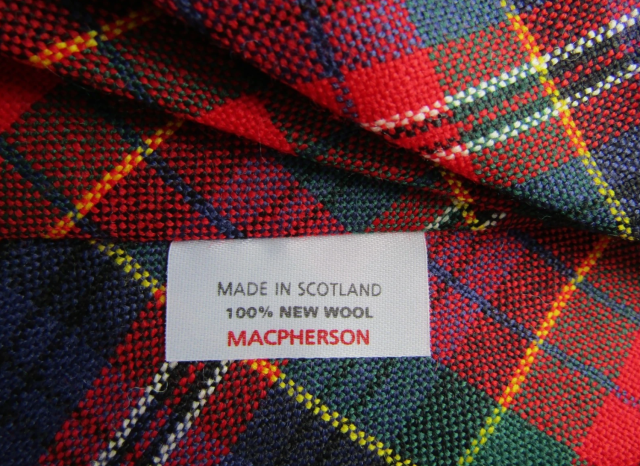 MADE IN SCOTLAND
100% NEW WOOL
MACPHERSON